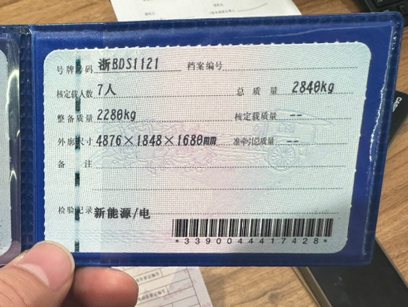 号牌号码 浙BDS1121 档案编号
核定载人数 7人 总质量 2840kg
整备质量 2280kg 核定载质量 --
外廓尺寸 4876×1848×1680mm 准牵引总质量 --
备注
检验记录 新能源/电
*3390044417428*